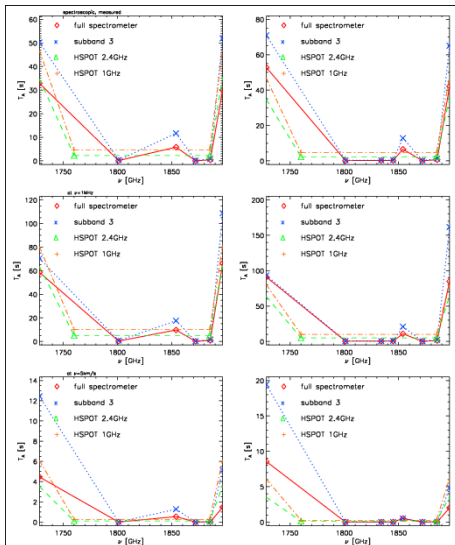 spectroscopic, measured
60
50
40
30
20
10
0
T_A [s]
full spectrometer
subband 3
HSPOT 2.4GHz
HSPOT 1GHz
1750 1800 1850
ν [GHz]
80
60
40
20
0
T_A [s]
full spectrometer
subband 3
HSPOT 2.4GHz
HSPOT 1GHz
1750 1800 1850
ν [GHz]
at ν=1MHz
120
100
80
60
40
20
0
T_A [s]
full spectrometer
subband 3
HSPOT 2.4GHz
HSPOT 1GHz
1750 1800 1850
ν [GHz]
200
150
100
50
0
T_A [s]
full spectrometer
subband 3
HSPOT 2.4GHz
HSPOT 1GHz
1750 1800 1850
ν [GHz]
14
12
10
8
6
4
2
0
T_A [s]
full spectrometer
subband 3
HSPOT 2.4GHz
HSPOT 1GHz
1750 1800 1850
ν [GHz]
20
15
10
5
0
T_A [s]
full spectrometer
subband 3
HSPOT 2.4GHz
HSPOT 1GHz
1750 1800 1850
ν [GHz]